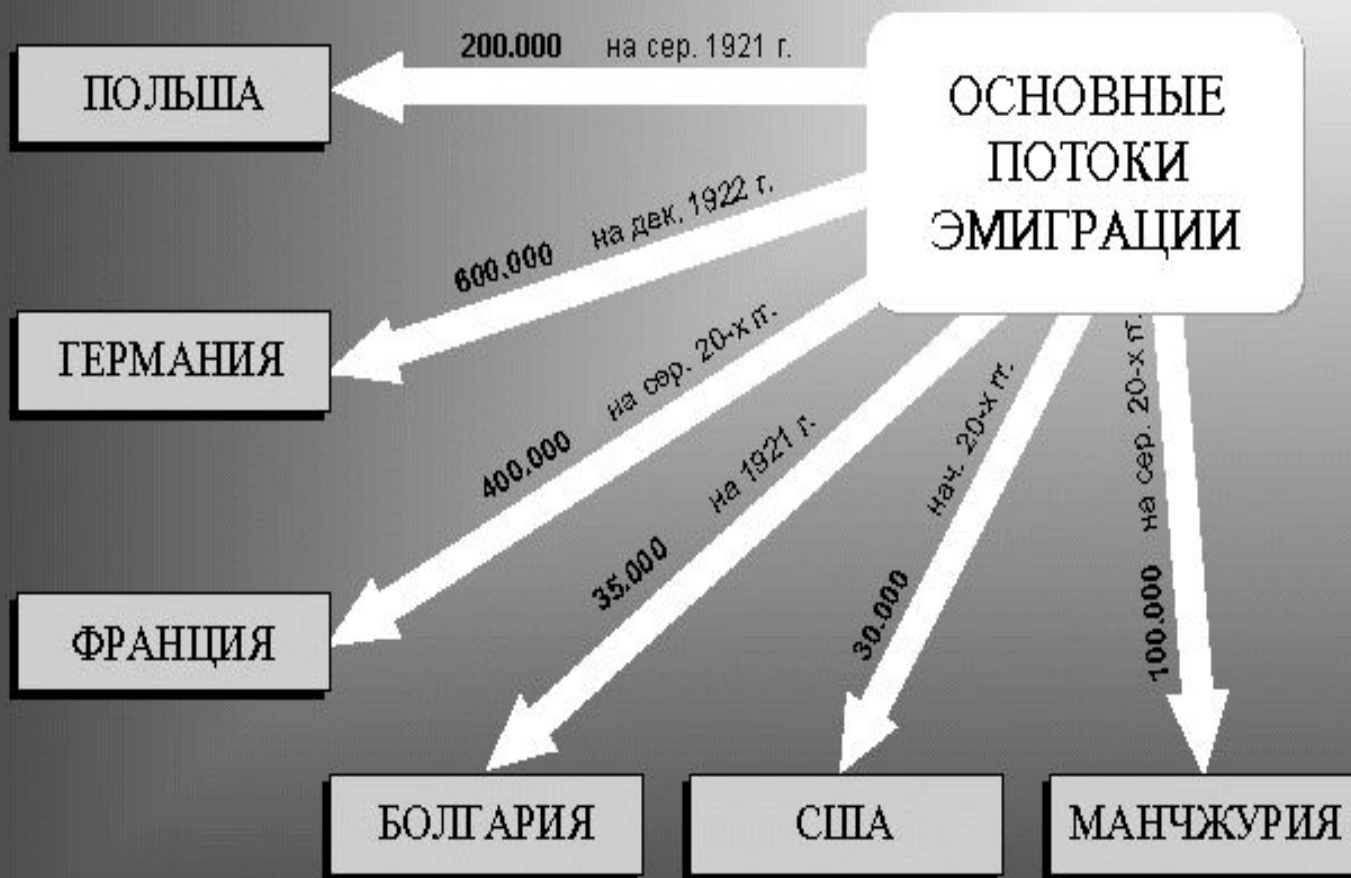 ОСНОВНЫЕ
ПОТОКИ
ЭМИГРАЦИИ
200.000 на сер. 1921 г.
ПОЛЬША
600.000 на дек. 1922 г.
ГЕРМАНИЯ
400.000 на сер. 20-х гг.
ФРАНЦИЯ
35.000 на 1921 г.
БОЛГАРИЯ
30.000 нач. 20-х гг.
США
100.000 на сер. 20-х гг.
МАНЧЖУРИЯ